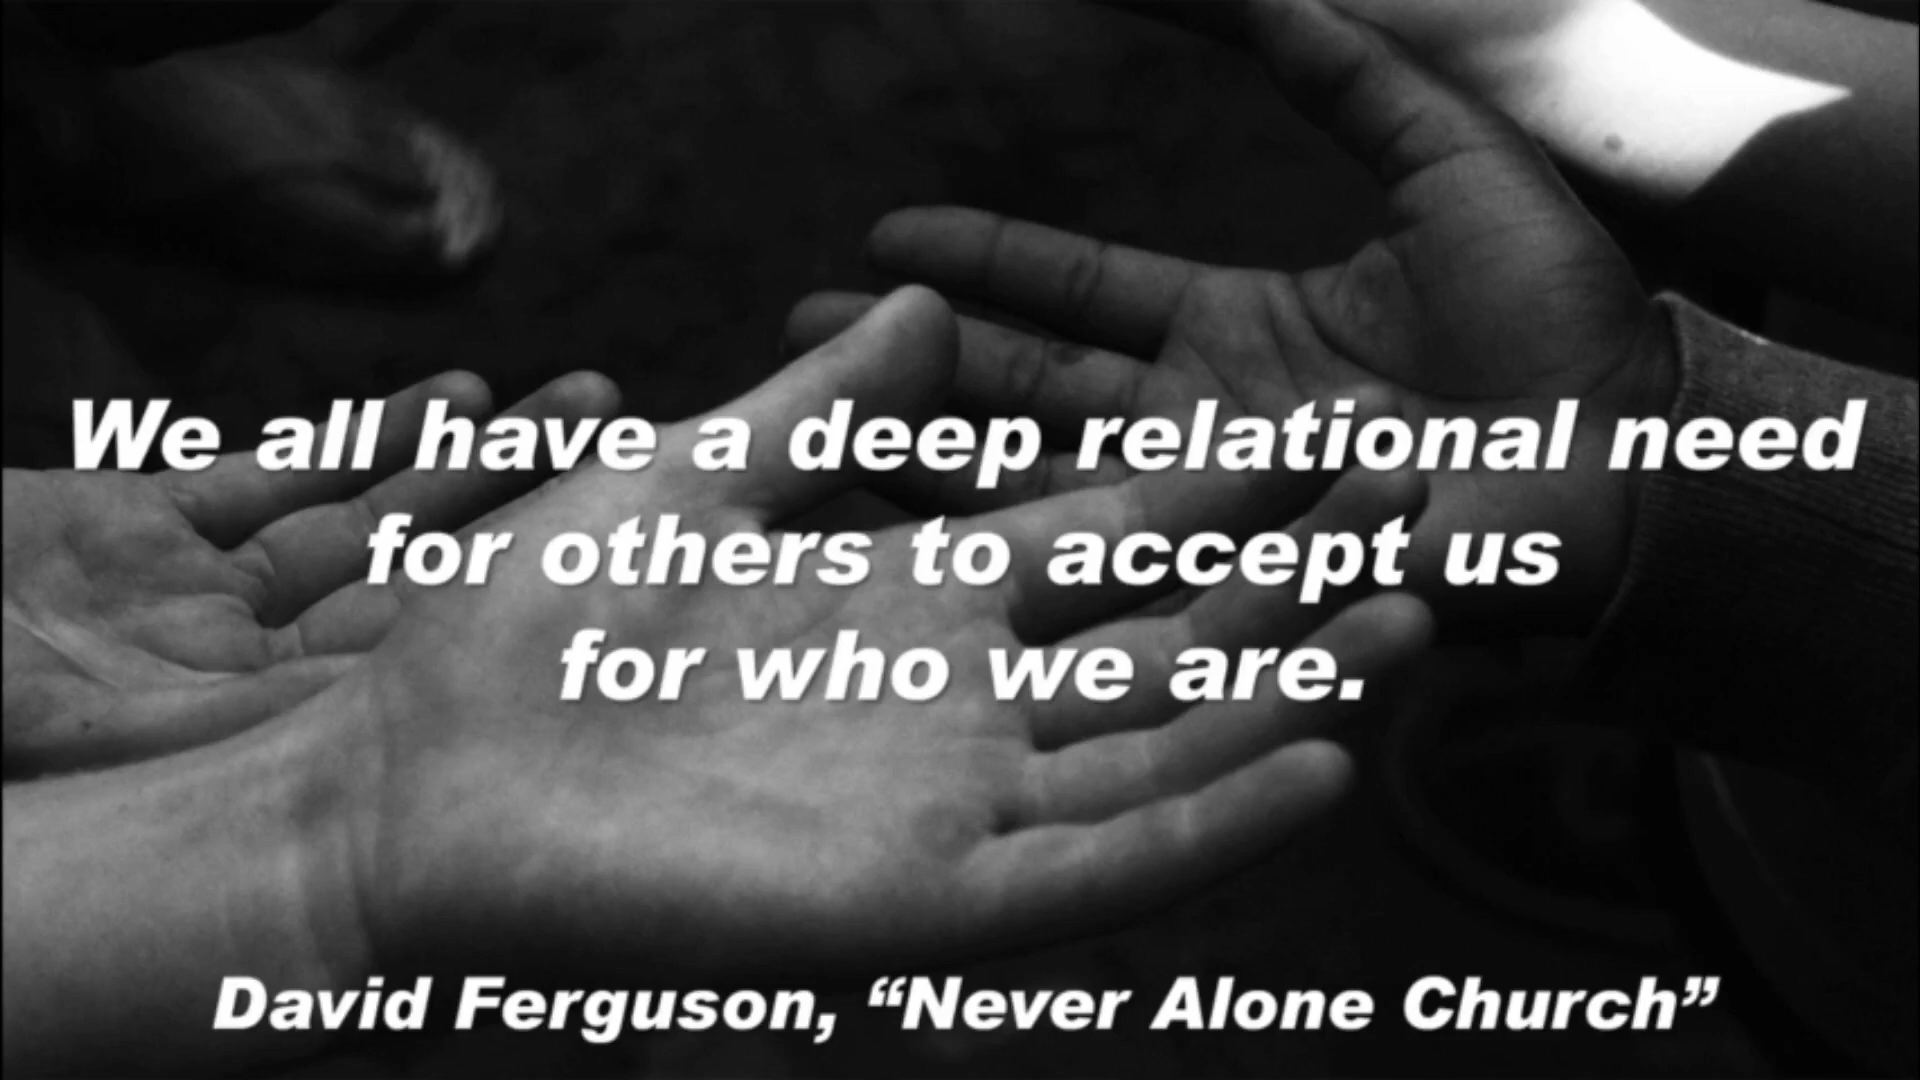 We all have a deep relational need
for others to accept us
for who we are.
David Ferguson, “Never Alone Church”